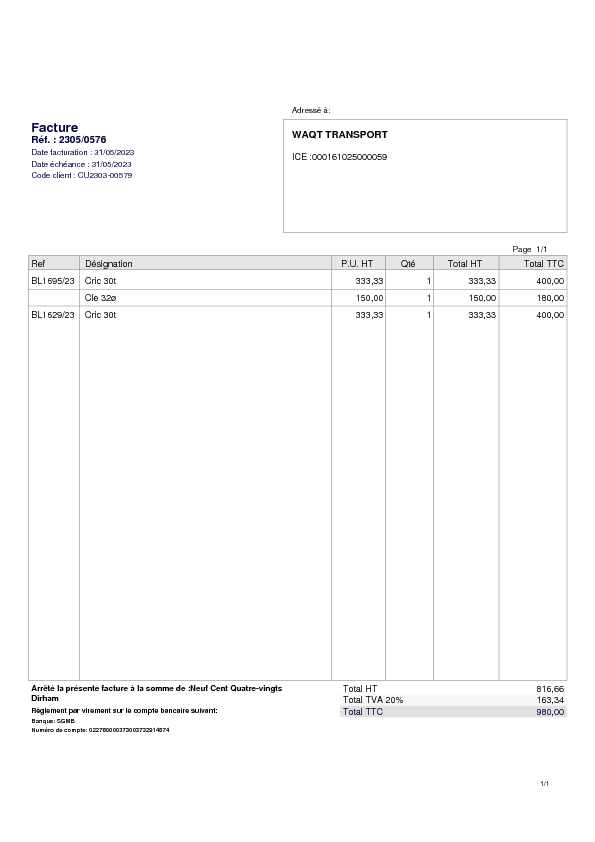 Adressé à:
Facture
Réf. : 2305/0576
Date facturation : 31/05/2023
Date échéance : 31/05/2023
Code client : CU2303-00579
WAQT TRANSPORT
ICE :000161025000059
Page 1/1
Ref Désignation P.U. HT Qté Total HT Total TTC
BL1695/23 Cric 30t 333,33 1 333,33 400,00
Cle 32ø 150,00 1 150,00 180,00
BL1629/23 Cric 30t 333,33 1 333,33 400,00
Arrêté la présente facture à la somme de :Neuf Cent Quatre-vingts
Dirham
Règlement par virement sur le compte bancaire suivant:
Banque: SGMB
Numéro de compte:
Total HT 816,66
Total TVA 20% 163,34
Total TTC 980,00
1/1